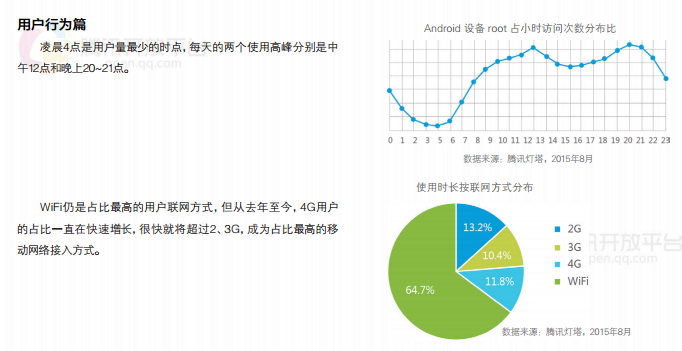 用户行为篇
凌晨4点是用户量最少的时点，每天的两个使用高峰分别是中
午12点和晚上20~21点。
Android 设备 root 占小时访问次数分布比
0 1 2 3 4 5 6 7 8 9 10 11 12 13 14 15 16 17 18 19 20 21 22 23
数据来源：腾讯灯塔，2015年8月
WiFi仍是占比最高的用户联网方式，但从去年至今，4G用户
的占比一直在快速增长，很快就将超过2、3G，成为占比最高的移
动网络接入方式。
使用时长按联网方式分布
13.2%
10.4%
11.8%
64.7%
2G
3G
4G
WiFi
讯开放平台
pen.qq.com
数据来源：腾讯灯塔，2015年8月